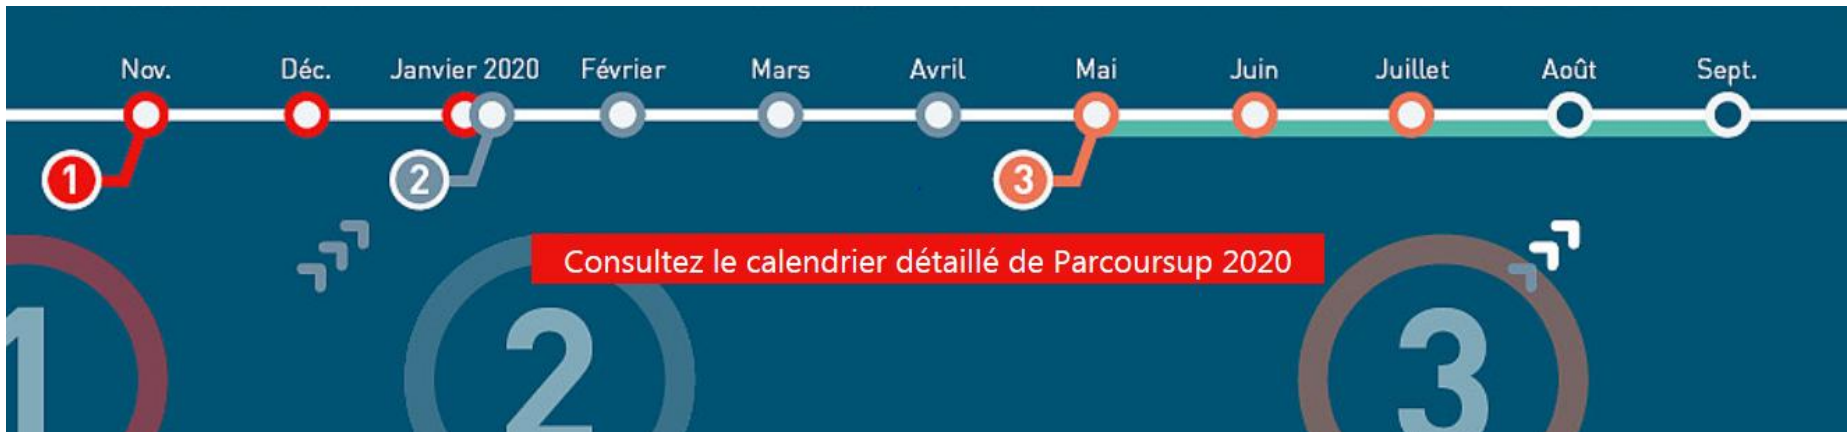 Nov. Déc. Janvier 2020 Février Mars Avril Mai Juin Juillet Août Sept.
1 2 3
Consultez le calendrier détaillé de Parcoursup 2020
1 2 3